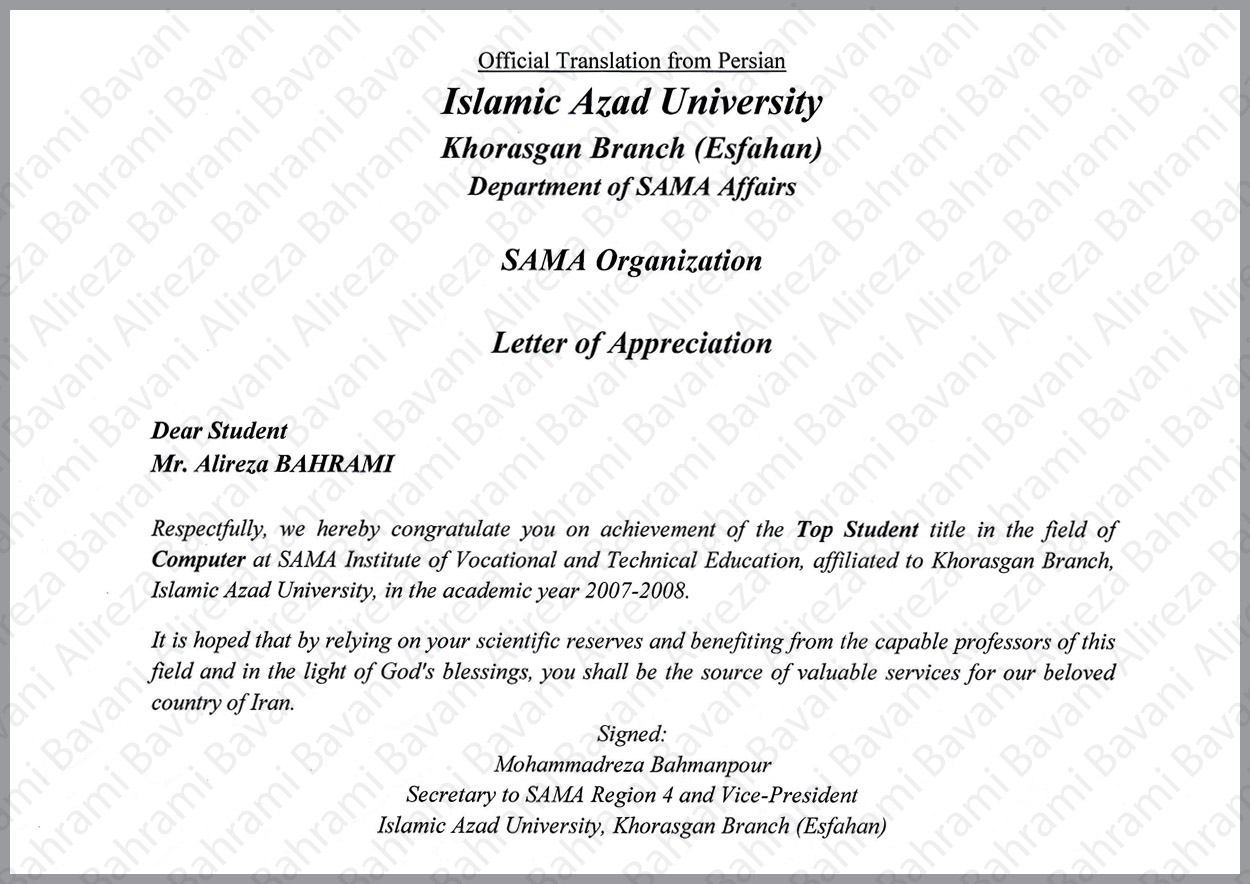 Official Translation from Persian
Islamic Azad University
Khorasgan Branch (Esfahan)
Department of SAMA Affairs
SAMA Organization
Letter of Appreciation
Dear Student
Mr. Alireza BAHRAMI
Respectfully, we hereby congratulate you on achievement of the Top Student title in the field of
Computer at SAMA Institute of Vocational and Technical Education, affiliated to Khorasgan Branch,
Islamic Azad University, in the academic year 2007-2008.
It is hoped that by relying on your scientific reserves and benefiting from the capable professors of this
field and in the light of God's blessings, you shall be the source of valuable services for our beloved
country of Iran.
Signed:
Mohammadreza Bahmanpour
Secretary to SAMA Region 4 and Vice-President
Islamic Azad University, Khorasgan Branch (Esfahan)
Alireza Bahrami Bavani